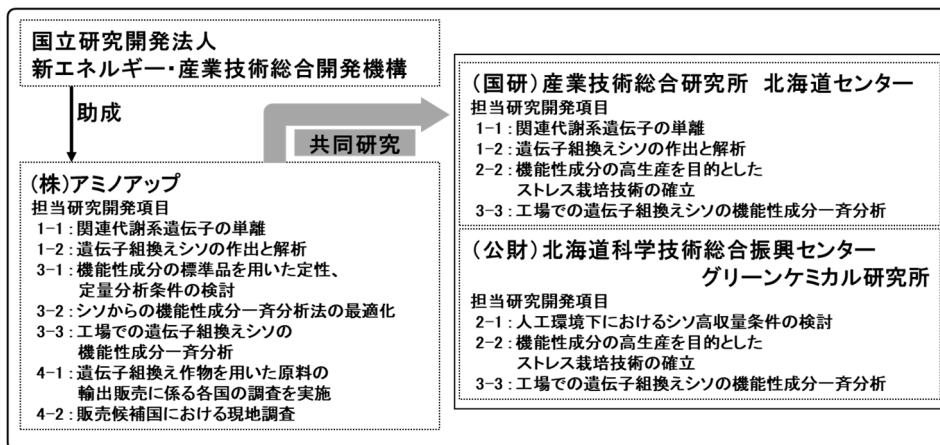 国立研究開発法人
新エネルギー・産業技術総合開発機構
助成
共同研究
(株)アミノアップ
担当研究開発項目
1-1：関連代謝系遺伝子の単離
1-2：遺伝子組換えシソの作出と解析
3-1：機能性成分の標準品を用いた定性、
定量分析条件の検討
3-2：シソからの機能性成分一斉分析法の最適化
3-3：工場での遺伝子組換えシソの
機能性成分一斉分析
4-1：遺伝子組換え作物を用いた原料の
輸出販売に係る各国の調査を実施
4-2：販売候補国における現地調査
(国研)産業技術総合研究所 北海道センター
担当研究開発項目
1-1：関連代謝系遺伝子の単離
1-2：遺伝子組換えシソの作出と解析
2-2：機能性成分の高生産を目的とした
ストレス栽培技術の確立
3-3：工場での遺伝子組換えシソの機能性成分一斉分析
(公財)北海道科学技術総合振興センター
グリーンケミカル研究所
担当研究開発項目
2-1：人工環境下におけるシソ高収量条件の検討
2-2：機能性成分の高生産を目的とした
ストレス栽培技術の確立
3-3：工場での遺伝子組換えシソの機能性成分一斉分析